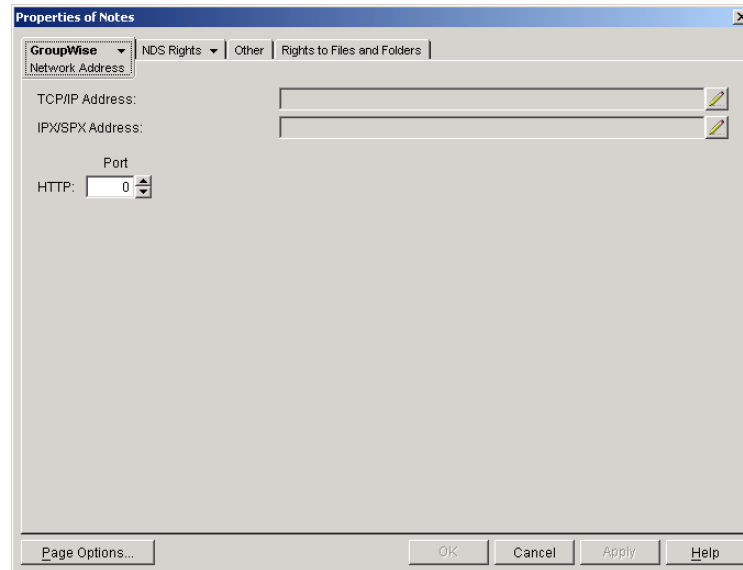 Properties of Notes
GroupWise NDS Rights Other Rights to Files and Folders
Network Address
TCP/IP Address:
IPX/SPX Address:
Port
HTTP: 0
Page Options... OK Cancel Apply Help